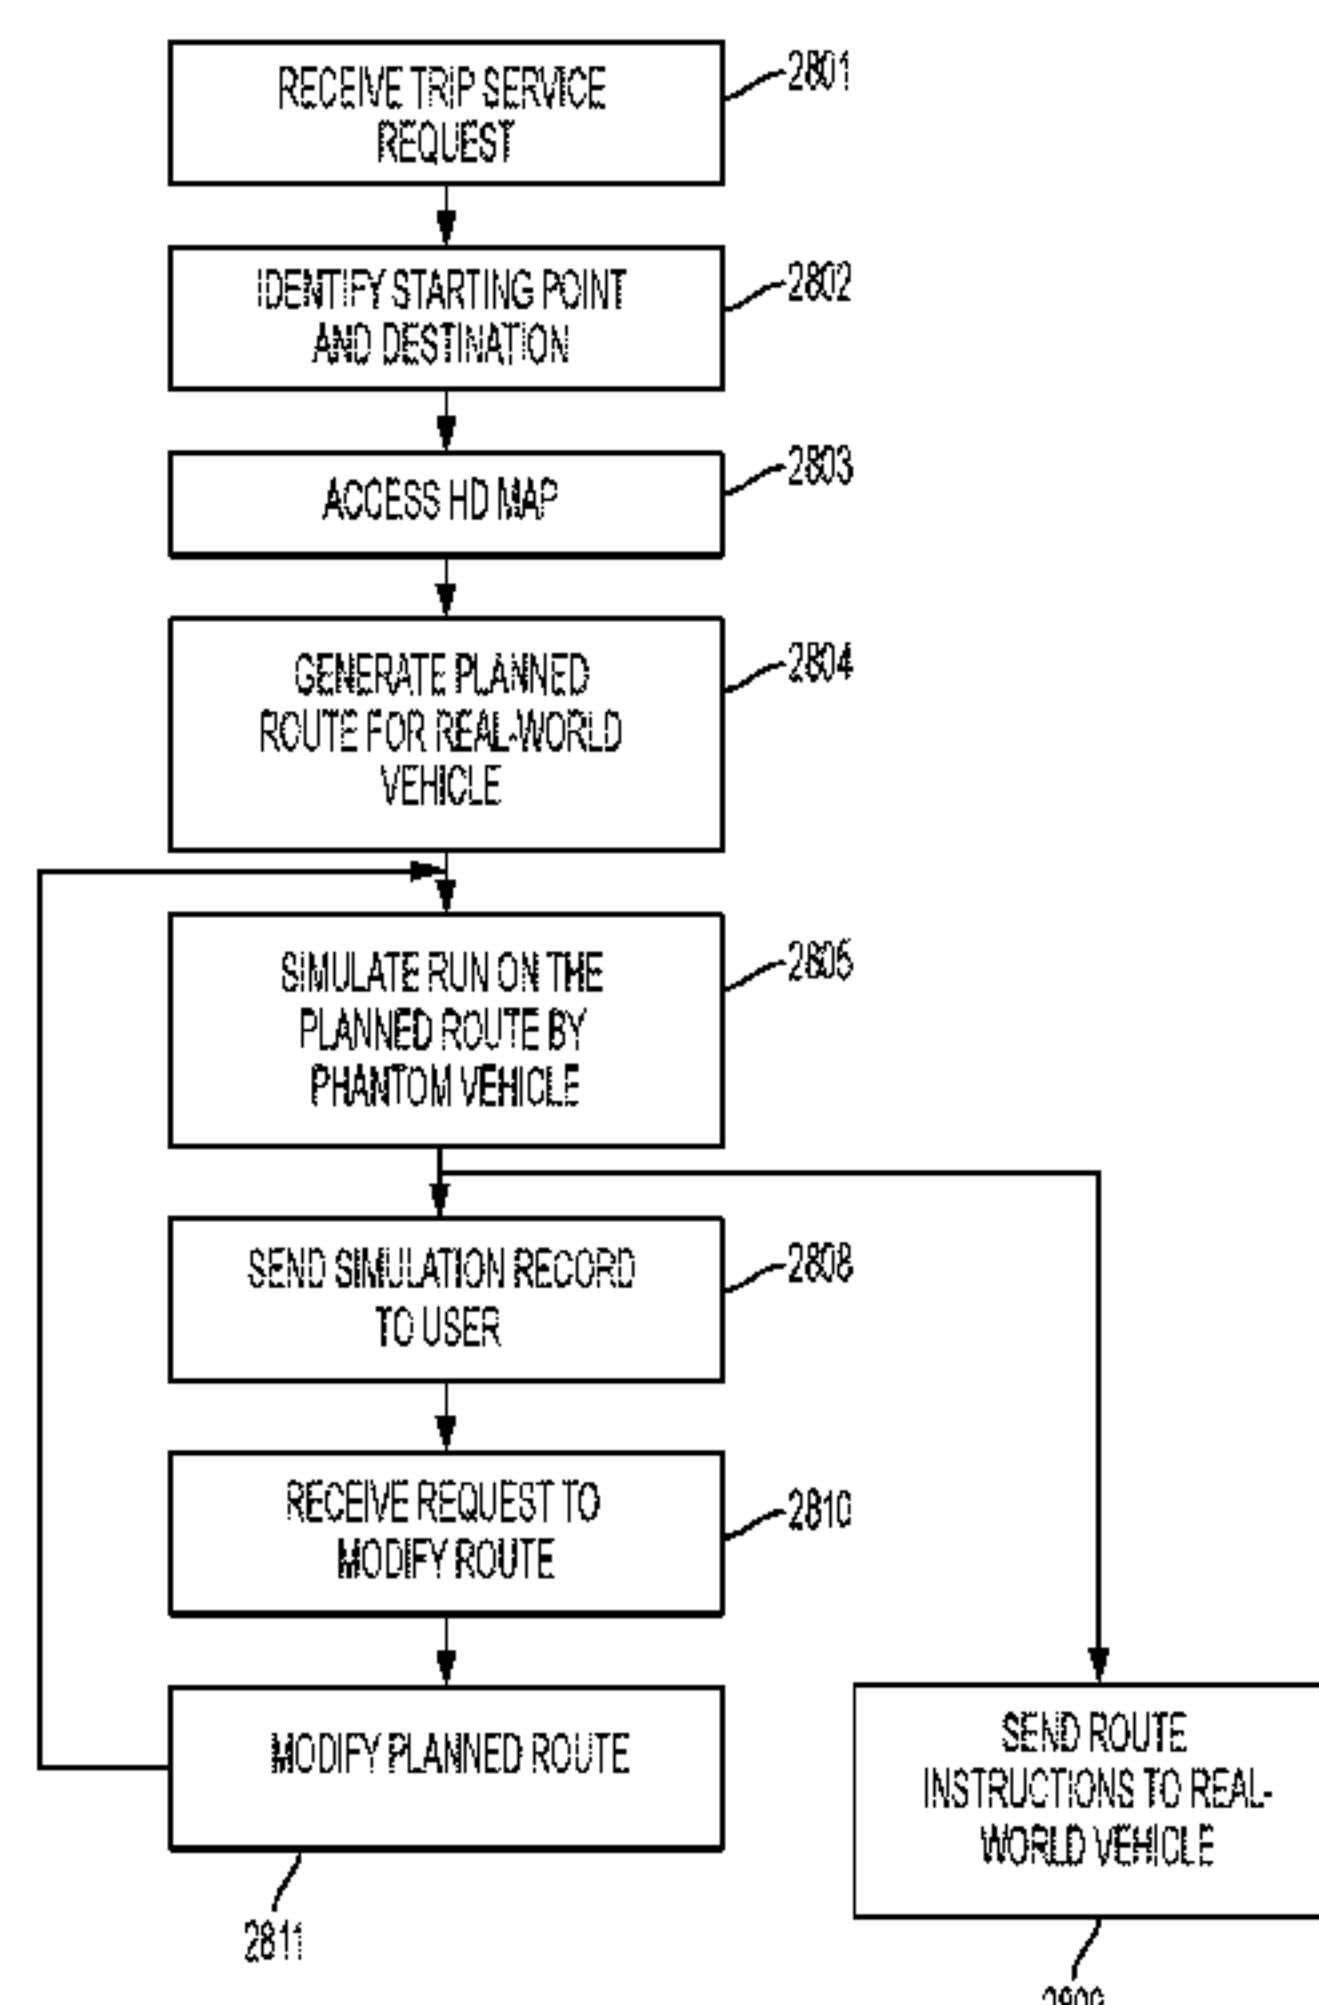 RECEIVE TRIP SERVICE
REQUEST
2801
IDENTIFY STARTING POINT
AND DESTINATION
2802
ACCESS HD MAP
2803
GENERATE PLANNED
ROUTE FOR REAL-WORLD
VEHICLE
2804
SIMULATE RUN ON THE
PLANNED ROUTE BY
PHANTOM VEHICLE
2805
SEND SIMULATION RECORD
TO USER
2808
RECEIVE REQUEST TO
MODIFY ROUTE
2810
MODIFY PLANNED ROUTE
2811
SEND ROUTE
INSTRUCTIONS TO REAL-
WORLD VEHICLE